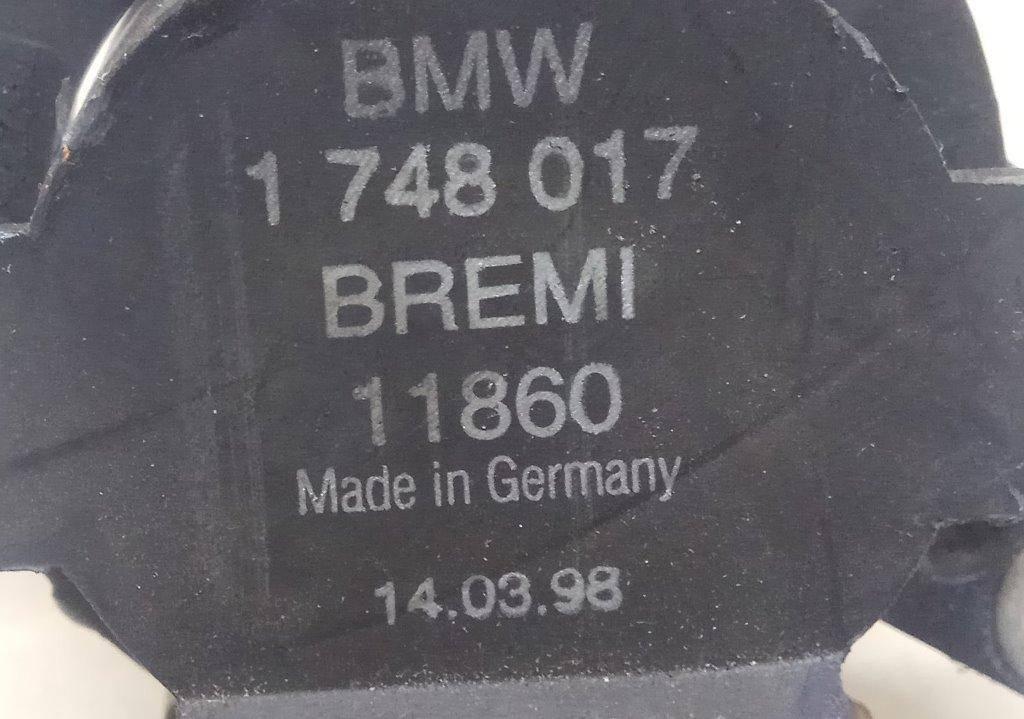 BMW
1 748 017
BREMI
11860
Made in Germany
14.03.98